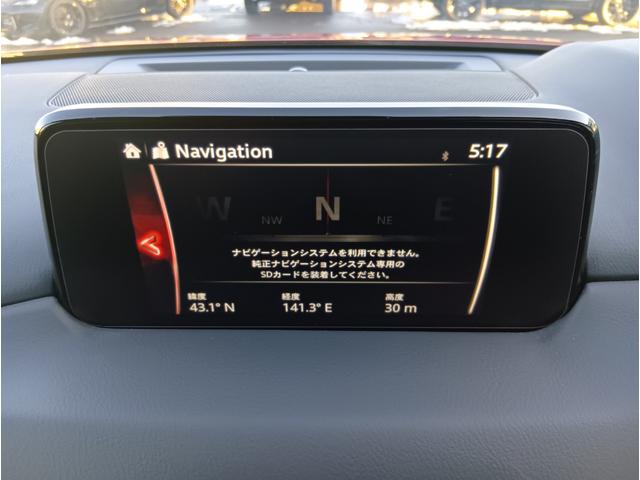 Navigation 5:17
W NW N NE E
ナビゲーションシステムを利用できません。
純正ナビゲーションシステム専用の
SDカードを装着してください。
緯度 経度 高度
43.1° N 141.3° E 30 m